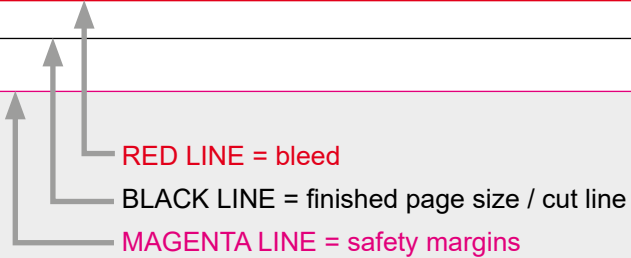 RED LINE = bleed
BLACK LINE = finished page size / cut line
MAGENTA LINE = safety margins